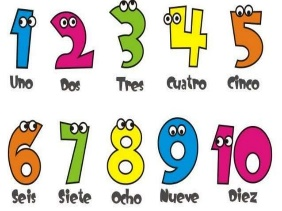 1 2 3 4 5
Uno Dos Tres Cuatro Cinco
6 7 8 9 10
Seis Siete Ocho Nueve Diez